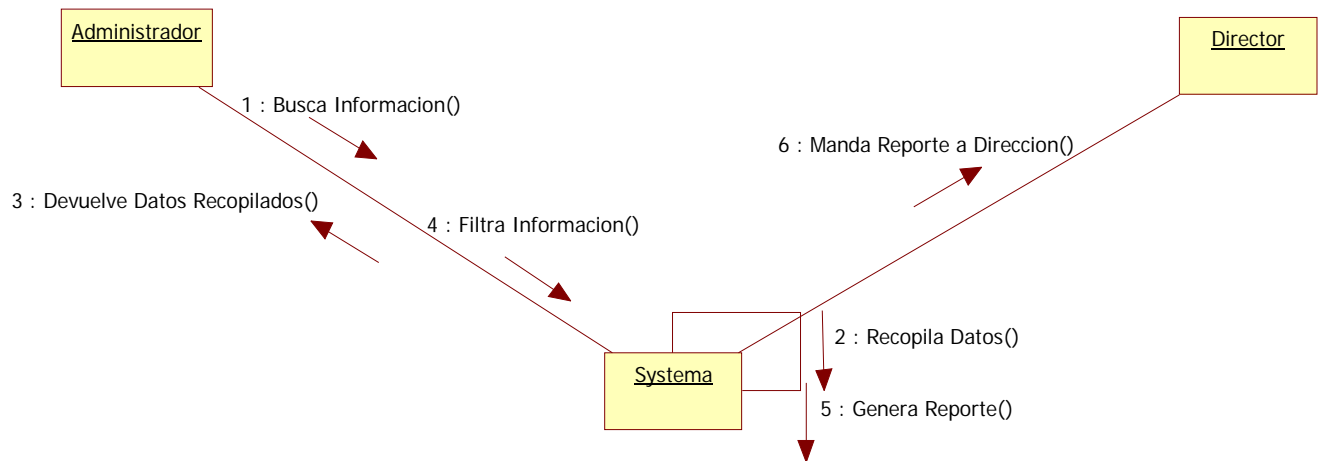 Administrador
Director
1 : Busca Informacion()
6 : Manda Reporte a Direccion()
3 : Devuelve Datos Recopilados()
4 : Filtra Informacion()
2 : Recopila Datos()
Systema
5 : Genera Reporte()